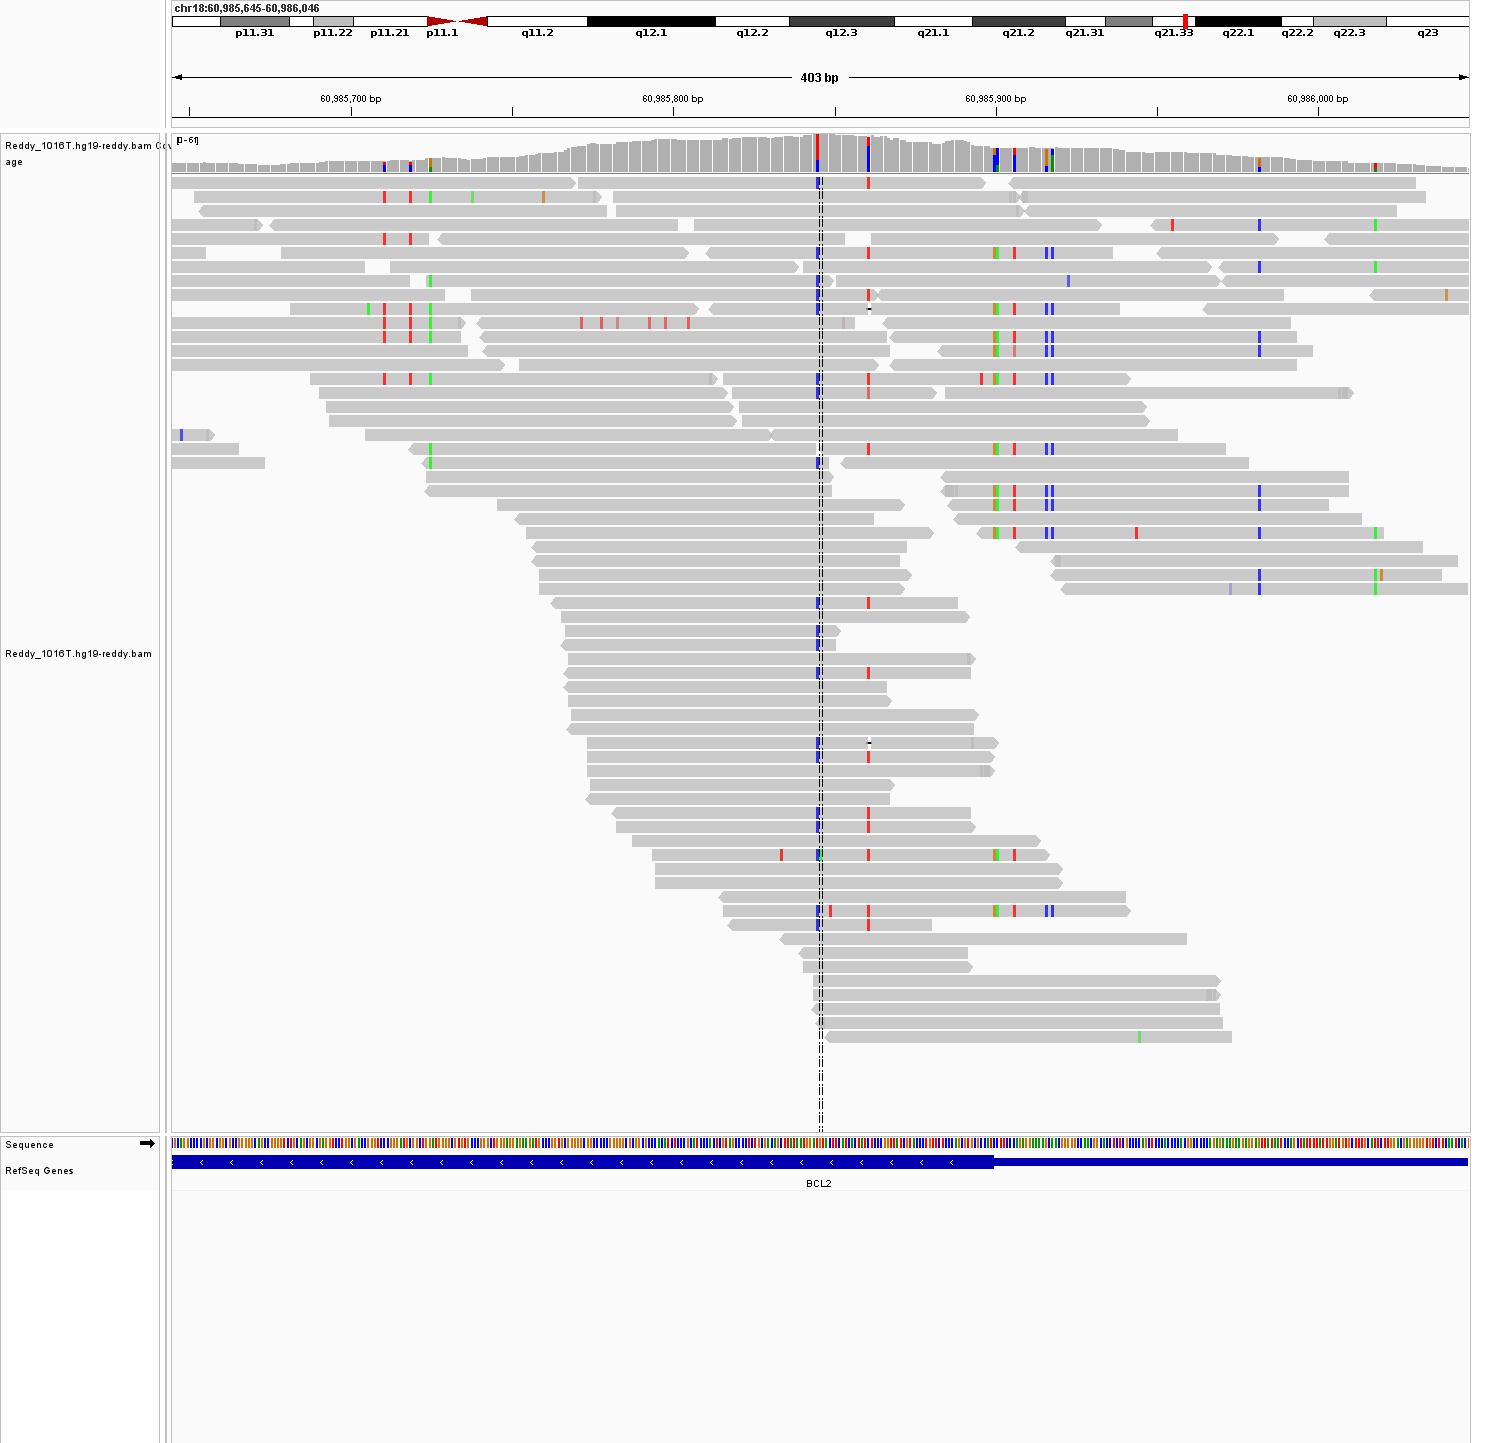 chr18:60,985,645-60,986,046
p11.31 p11.22 p11.21 p11.1 q11.2 q12.1 q12.2 q12.3 q21.1 q21.2 q21.31 q21.33 q22.1 q22.2 q22.3 q23
403 bp
60,985,700 bp 60,985,800 bp 60,985,900 bp 60,986,000 bp
[0-61]
Reddy_1016T.hg19-reddy.bam Cov
age
Reddy_1016T.hg19-reddy.bam
Sequence
RefSeq Genes
BCL2